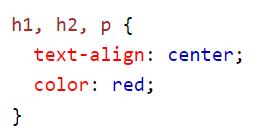 h1, h2, p {
  text-align: center;
  color: red;
}